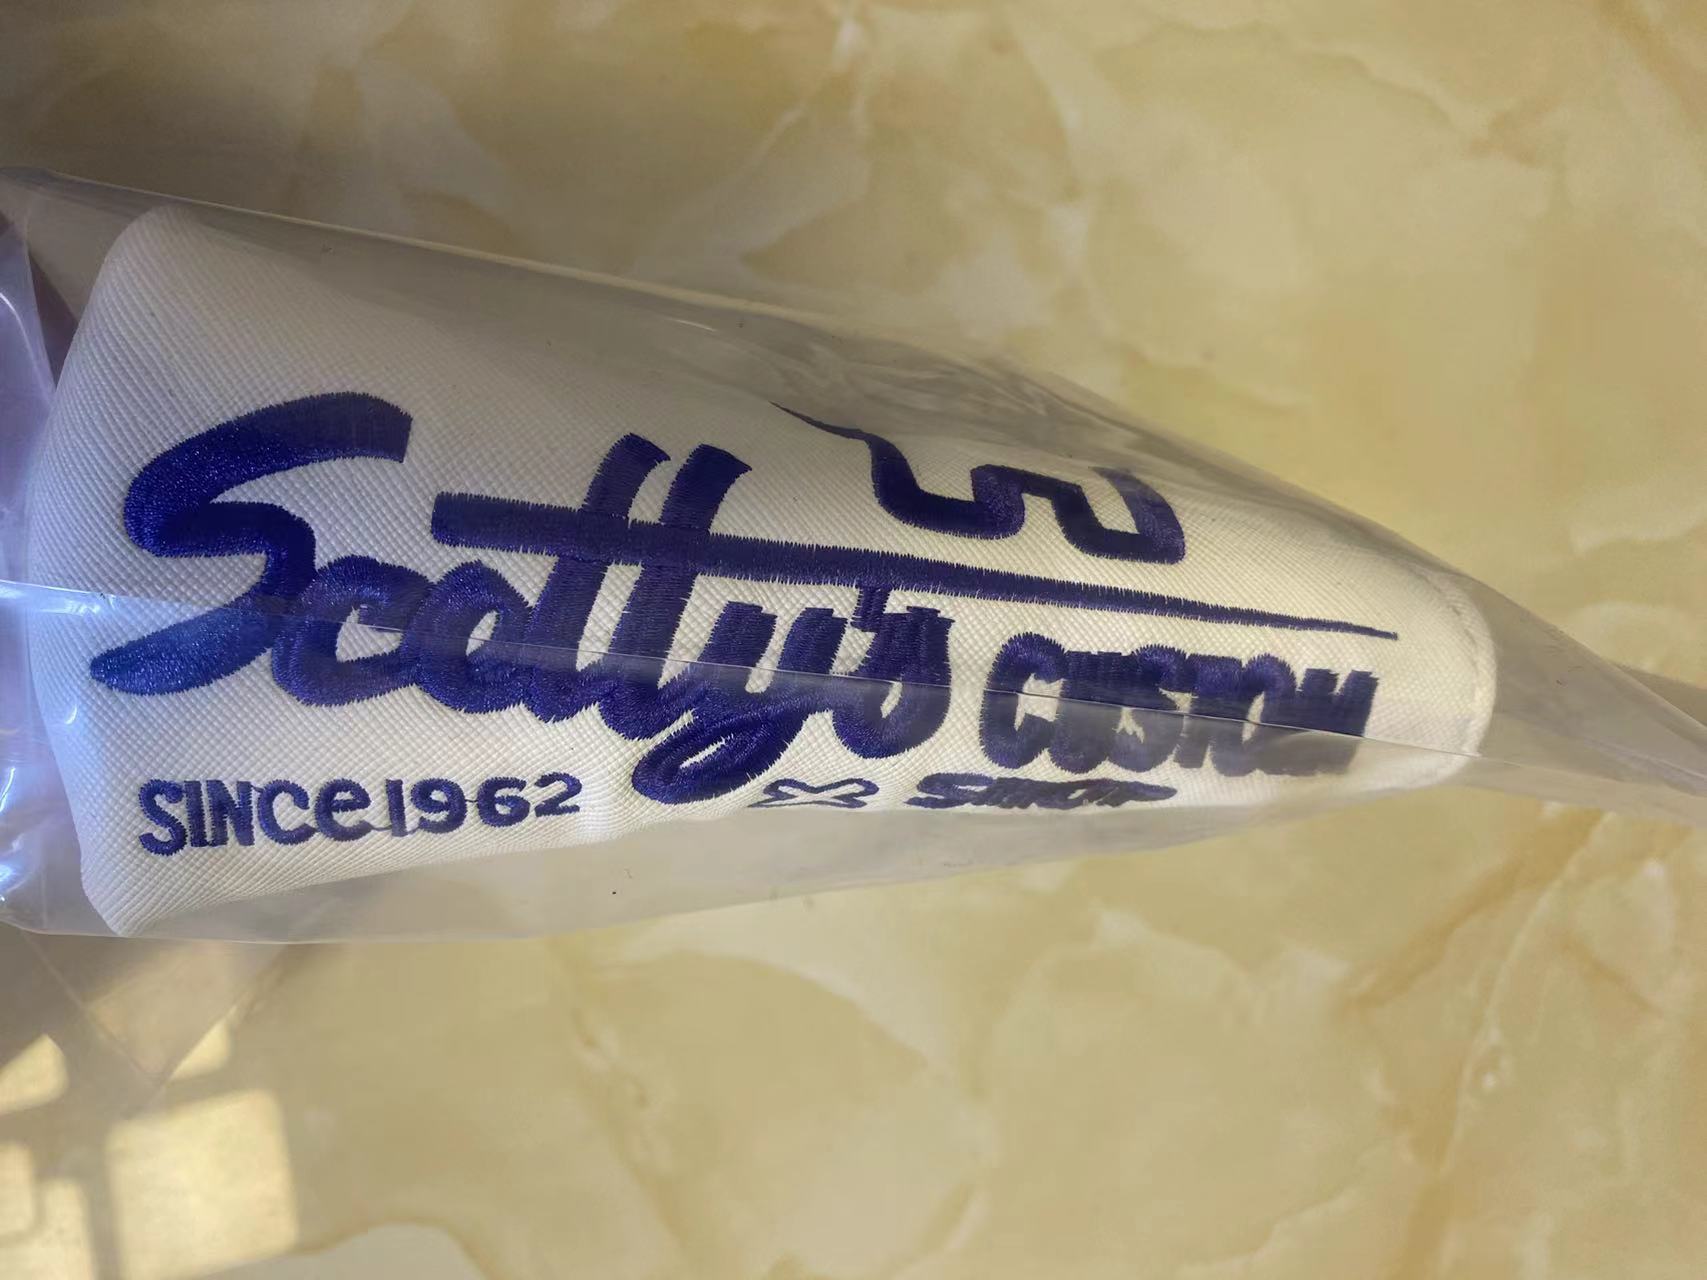 Scotty's CUSTOM
SINCe 1962 X